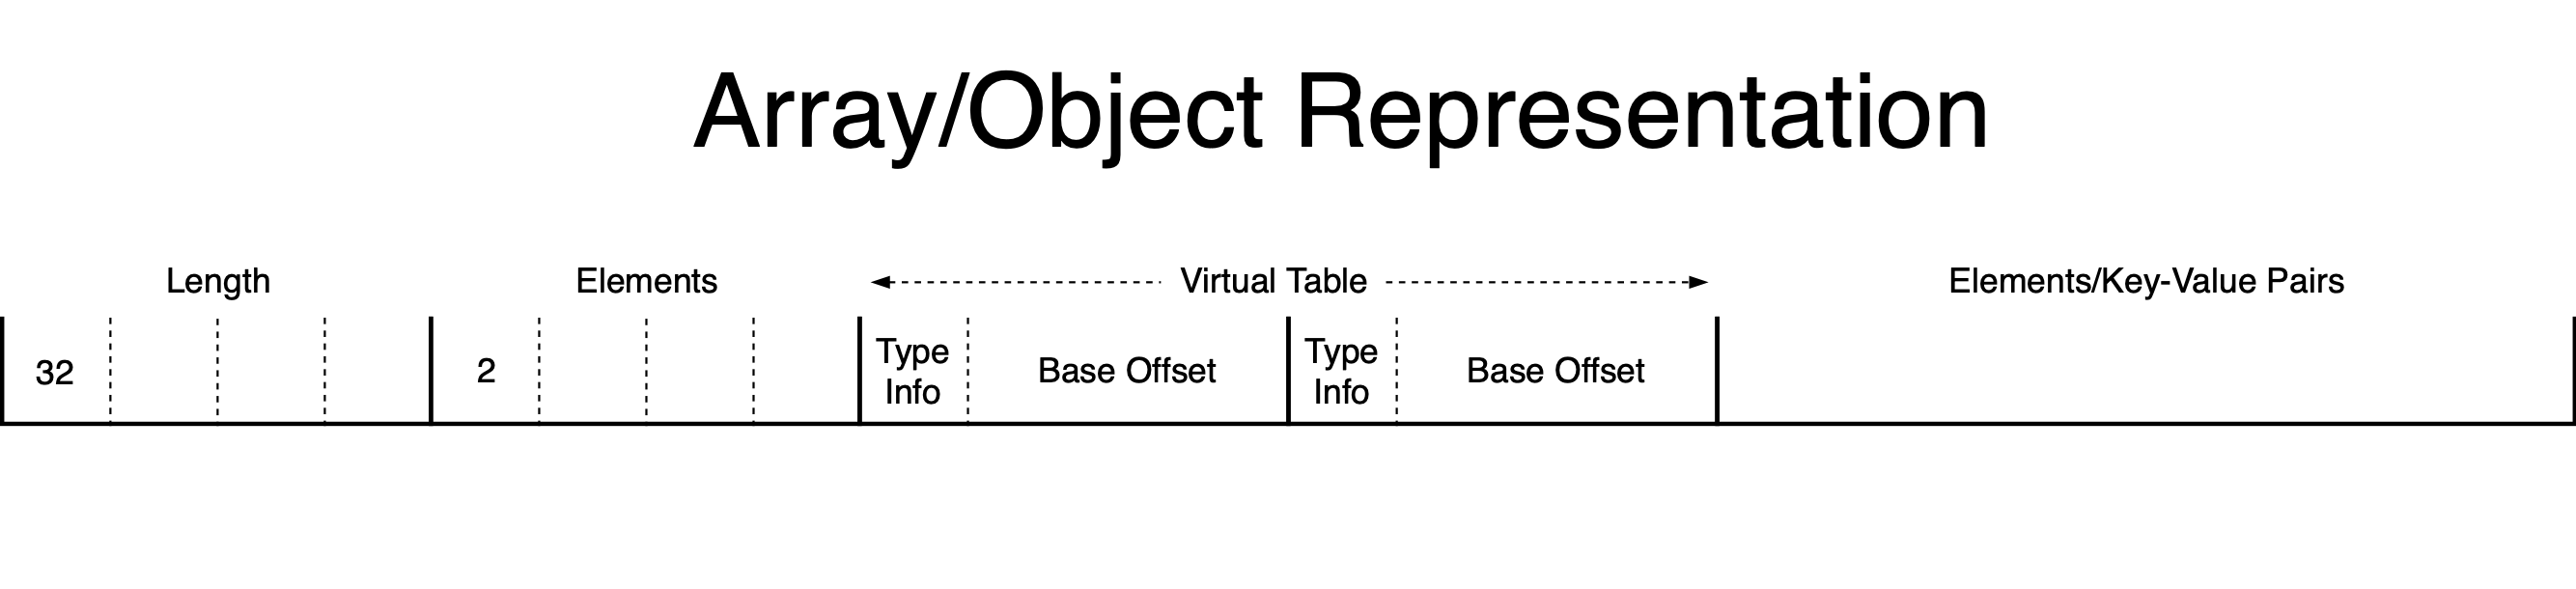 Array/Object Representation
Length
Elements
Virtual Table
Elements/Key-Value Pairs
32
2
Type
Info
Base Offset
Type
Info
Base Offset